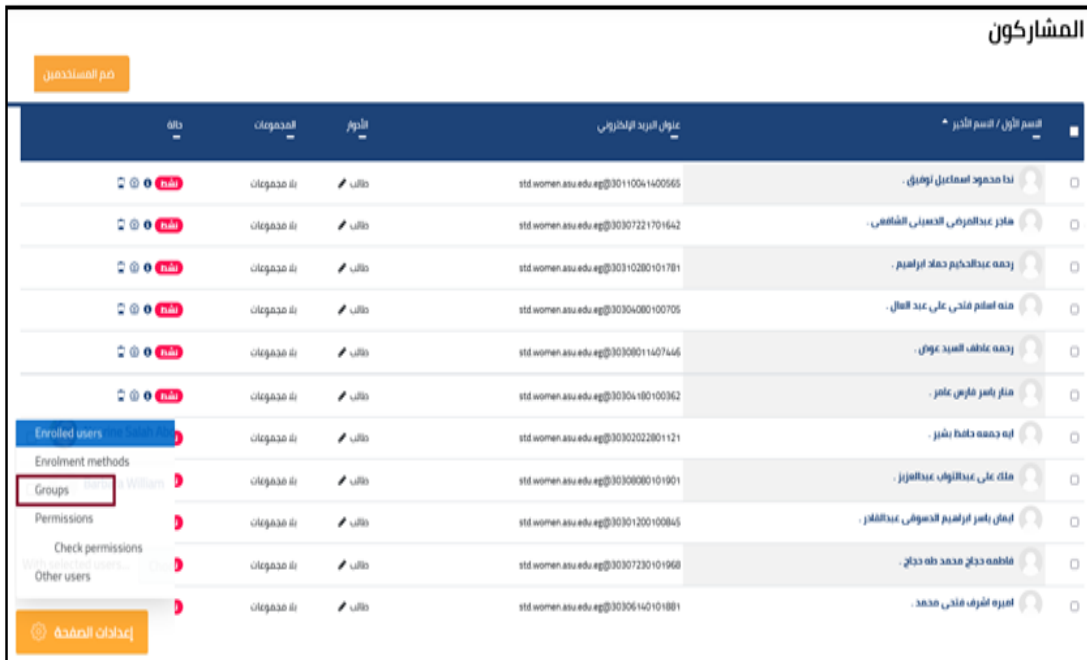 المشاركون
ضم المستخدمين
الاسم الأول / الاسم الأخير عنوان البريد الإلكتروني الأدوار المجموعات حالة
ندا محمود اسماعيل توفيق . std.women.asu.edu.eg@30110041400565 طالب بلا مجموعات نشط
هاجر عبدالمرضى الحسينى الشافعى . std.women.asu.edu.eg@30307221701642 طالب بلا مجموعات نشط
رحمه عبدالحكيم حماد ابراهيم . std.women.asu.edu.eg@30310280101781 طالب بلا مجموعات نشط
منه اسلام فتحى على عبد العال . std.women.asu.edu.eg@30304080100705 طالب بلا مجموعات نشط
رحمه عاطف السيد عوض . std.women.asu.edu.eg@30308011407446 طالب بلا مجموعات نشط
منار ياسر فارس عامر . std.women.asu.edu.eg@30304180100362 طالب بلا مجموعات نشط
ايه جمعه حافظ بشير . std.women.asu.edu.eg@30302022801121 طالب بلا مجموعات
ملك على عبدالتواب عبدالعزيز . std.women.asu.edu.eg@30308080101901 طالب بلا مجموعات
ايمان ياسر ابراهيم الدسوقى عبدالقادر . std.women.asu.edu.eg@30301200100845 طالب بلا مجموعات
فاطمه حجاج محمد طه حجاج . std.women.asu.edu.eg@30307230101968 طالب بلا مجموعات
اميره اشرف فتحى محمد . std.women.asu.edu.eg@30306140101881 طالب بلا مجموعات
Enrolled users
Enrolment methods
Groups
Permissions
Check permissions
With selected users...
Other users
إعدادات الصفحة